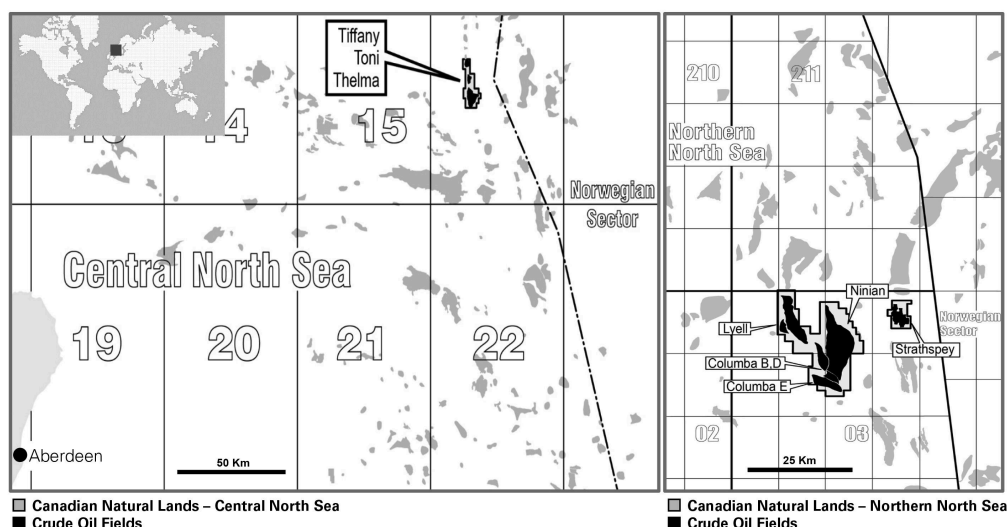 Tiffany
Toni
Thelma
13
14
15
Norwegian
Sector
Central North Sea
19
20
21
22
Aberdeen
50 Km
Canadian Natural Lands – Central North Sea
Crude Oil Fields
210
211
Northern
North Sea
Ninian
Lyell
Norwegian
Sector
Strathspey
Columba B,D
Columba E
02
03
25 Km
Canadian Natural Lands – Northern North Sea
Crude Oil Fields